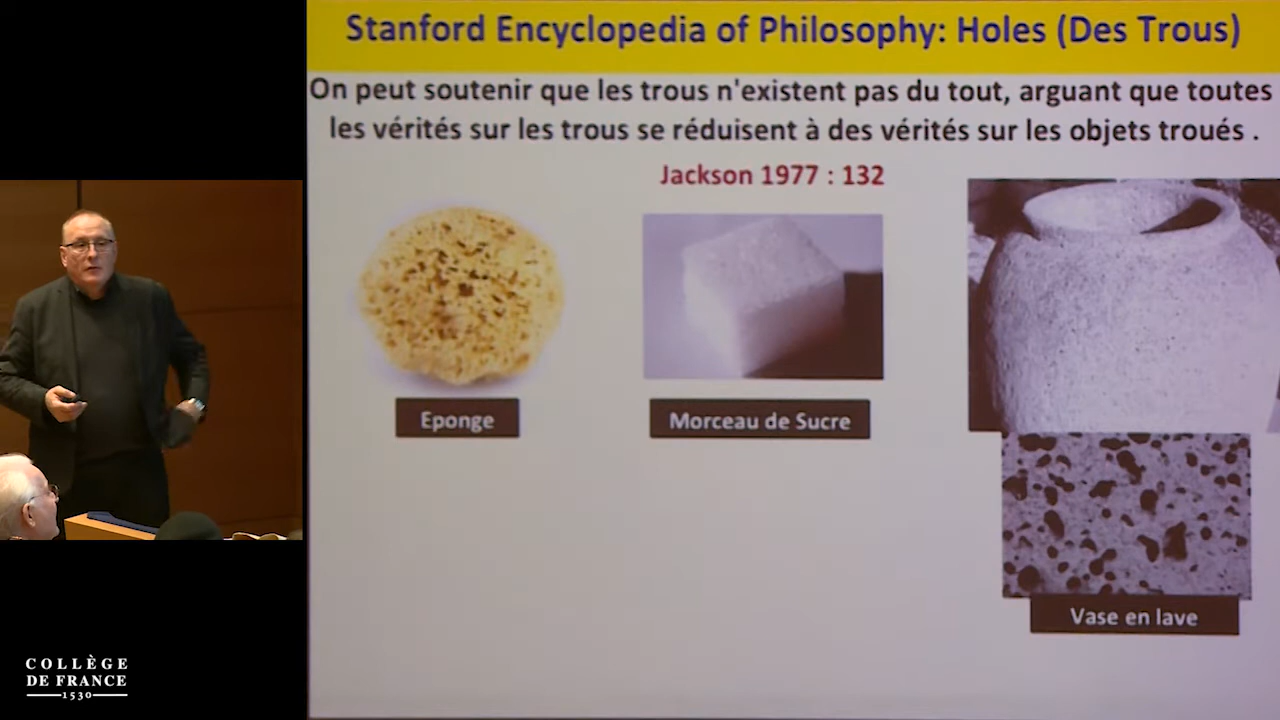 Stanford Encyclopedia of Philosophy: Holes (Des Trous)
On peut soutenir que les trous n'existent pas du tout, arguant que toutes
les vérités sur les trous se réduisent à des vérités sur les objets troués .
Jackson 1977 : 132
Eponge
Morceau de Sucre
Vase en lave
COLLÈGE
DE FRANCE
1530